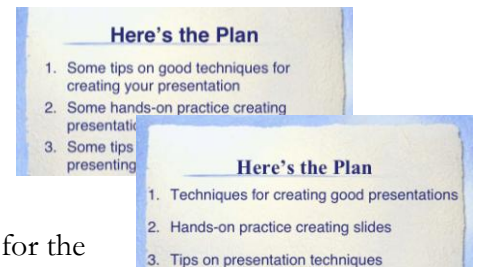 Here's the Plan
1. Some tips on good techniques for
creating your presentation
2. Some hands-on practice creating
3. Some tips
presenting
Here's the Plan
1. Techniques for creating good presentations
2. Hands-on practice creating slides
3. Tips on presentation techniques
for the